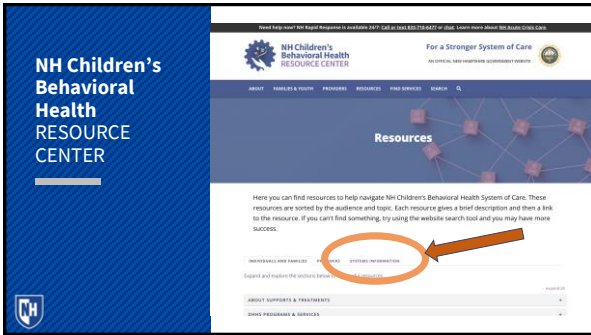 NH Children's
Behavioral
Health
RESOURCE
CENTER
NH
Need help now? NH Rapid Response is available 24/7: Call or text 833-710-6477 or chat. Learn more about NH Acute Crisis Care.
NH Children's
Behavioral Health
RESOURCE CENTER
For a Stronger System of Care
AN OFFICIAL NEW HAMPSHIRE GOVERNMENT WEBSITE
ABOUT FAMILIES & YOUTH PROVIDERS RESOURCES FIND SERVICES SEARCH
Resources
Here you can find resources to help navigate NH Children's Behavioral Health System of Care. These
resources are sorted by the audience and topic. Each resource gives a brief description and then a link
to the resource. If you can't find something, try using the website search tool and you may have more
success.
INDIVIDUALS AND FAMILIES SYSTEMS INFORMATION
Expand and explore the sections below resources.
expand all
ABOUT SUPPORTS & TREATMENTS +
DHHS PROGRAMS & SERVICES +